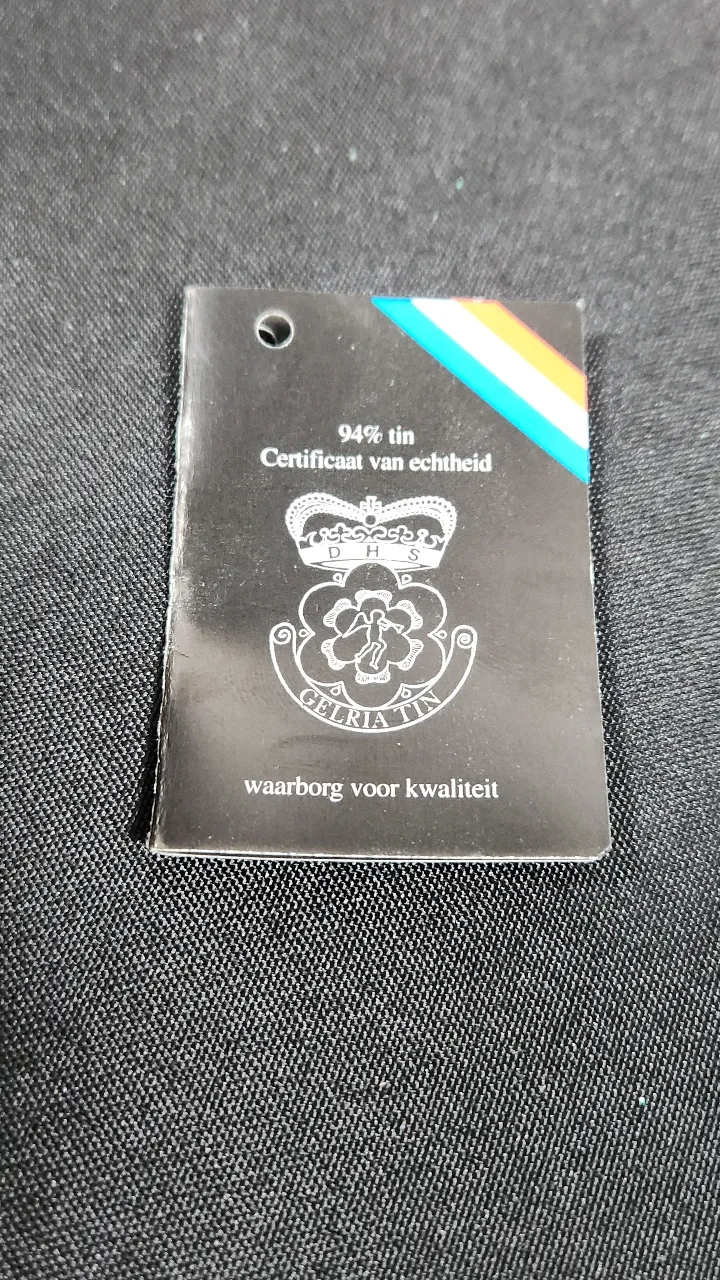 94% tin
Certificaat van echtheid
D H S
GELRIA TIN
waarborg voor kwaliteit